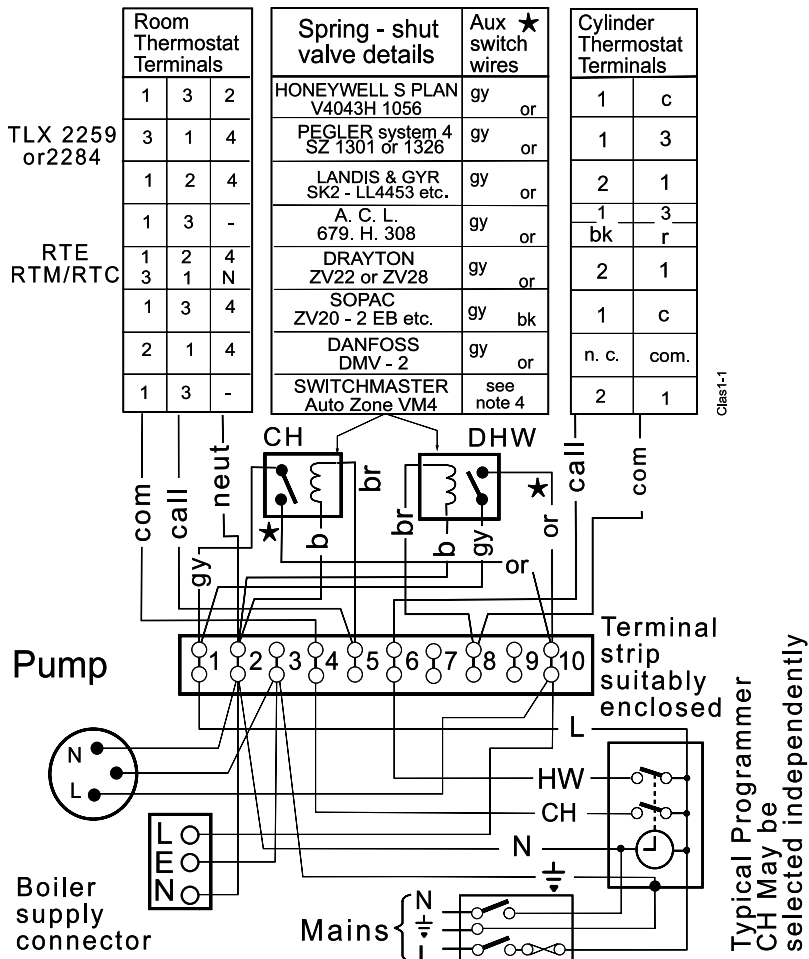 Room
Thermostat
Terminals
Spring - shut
valve details
Aux ★
switch
wires
Cylinder
Thermostat
Terminals
1 3 2
HONEYWELL S PLAN
V4043H 1056
gy
or
1 c
TLX 2259
or2284
3 1 4
PEGLER system 4
SZ 1301 or 1326
gy
or
1 3
1 2 4
LANDIS & GYR
SK2 - LL4453 etc.
gy
or
2 1
1 3 -
A. C. L.
679. H. 308
gy
or
1 3
bk r
RTE
RTM/RTC
1 2 4
3 1 N
DRAYTON
ZV22 or ZV28
gy
or
2 1
1 3 4
SOPAC
ZV20 - 2 EB etc.
gy
bk
1 c
2 1 4
DANFOSS
DMV - 2
gy
or
n. c. com.
1 3 -
SWITCHMASTER
Auto Zone VM4
see
note 4
2 1
Clas1-1
CH
DHW
com
call
neut
gy
★
b
br
br
b
gy
★
or
or
call
com
1 2 3 4 5 6 7 8 9 10
Terminal
strip
suitably
enclosed
Pump
N
L
L
HW
CH
N
L
E
N
Boiler
supply
connector
Mains
N
L
Typical Programmer
CH May be
selected independently